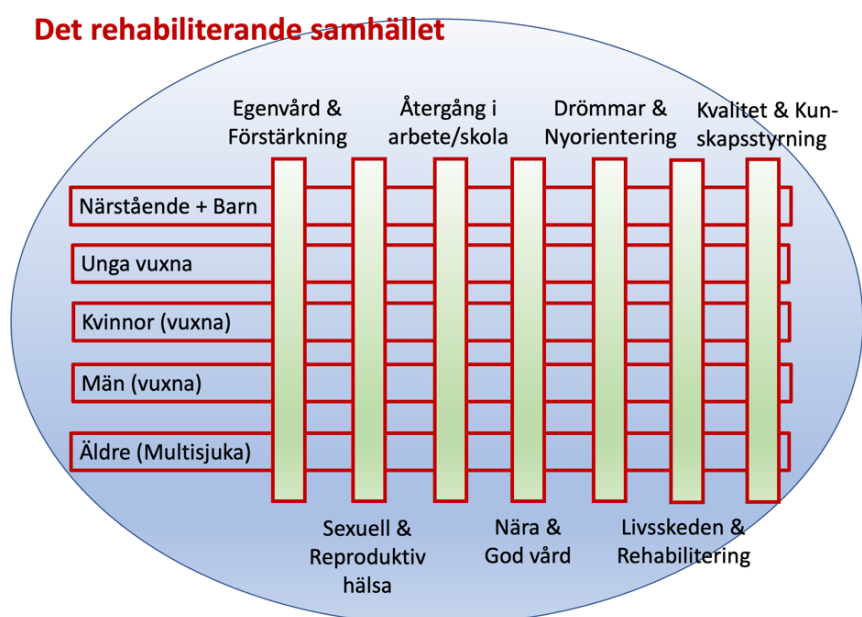 Det rehabiliterande samhället
Egenvård &
Förstärkning
Återgång i
arbete/skola
Drömmar &
Nyorientering
Kvalitet & Kun-
skapsstyrning
Närstående + Barn
Unga vuxna
Kvinnor (vuxna)
Män (vuxna)
Äldre (Multisjuka)
Sexuell &
Reproduktiv
hälsa
Nära &
God vård
Livsskeden &
Rehabilitering